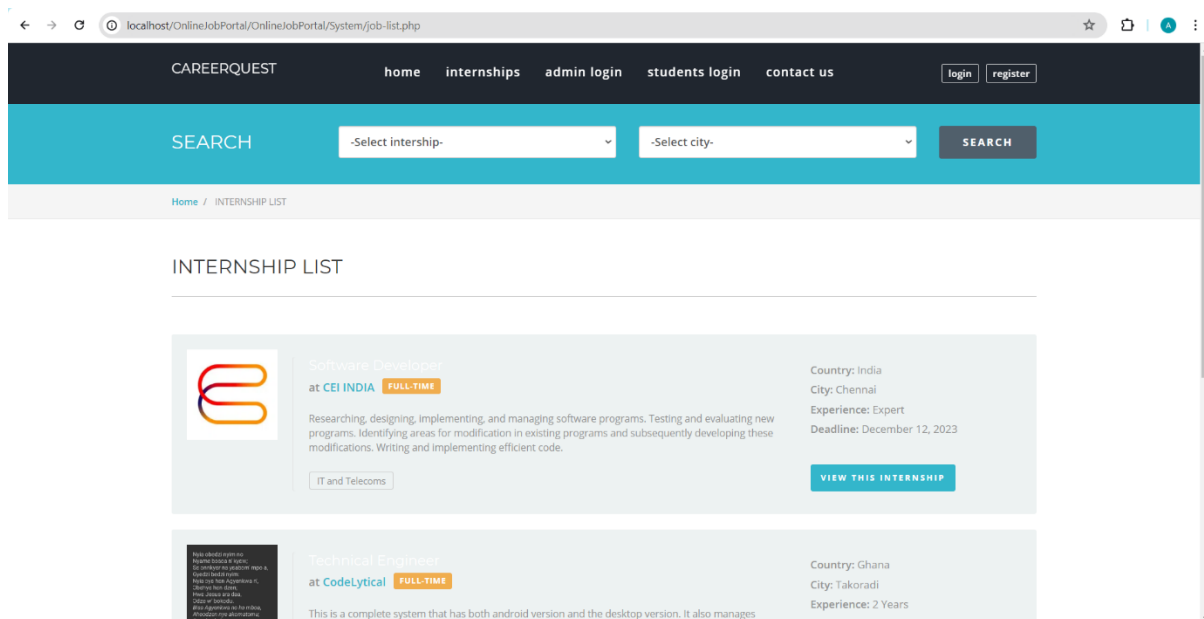 localhost/OnlineJobPortal/OnlineJobPortal/System/job-list.php
A
CAREERQUEST
home internships admin login students login contact us
login register
SEARCH
-Select intership-
-Select city-
SEARCH
Home / INTERNSHIP LIST
INTERNSHIP LIST
Software Developer
at CEI INDIA FULL-TIME
Researching, designing, implementing, and managing software programs. Testing and evaluating new
programs. Identifying areas for modification in existing programs and subsequently developing these
modifications. Writing and implementing efficient code.
IT and Telecoms
Country: India
City: Chennai
Experience: Expert
Deadline: December 12, 2023
VIEW THIS INTERNSHIP
Technical Engineer
at CodeLytical FULL-TIME
This is a complete system that has both android version and the desktop version. It also manages
Country: Ghana
City: Takoradi
Experience: 2 Years